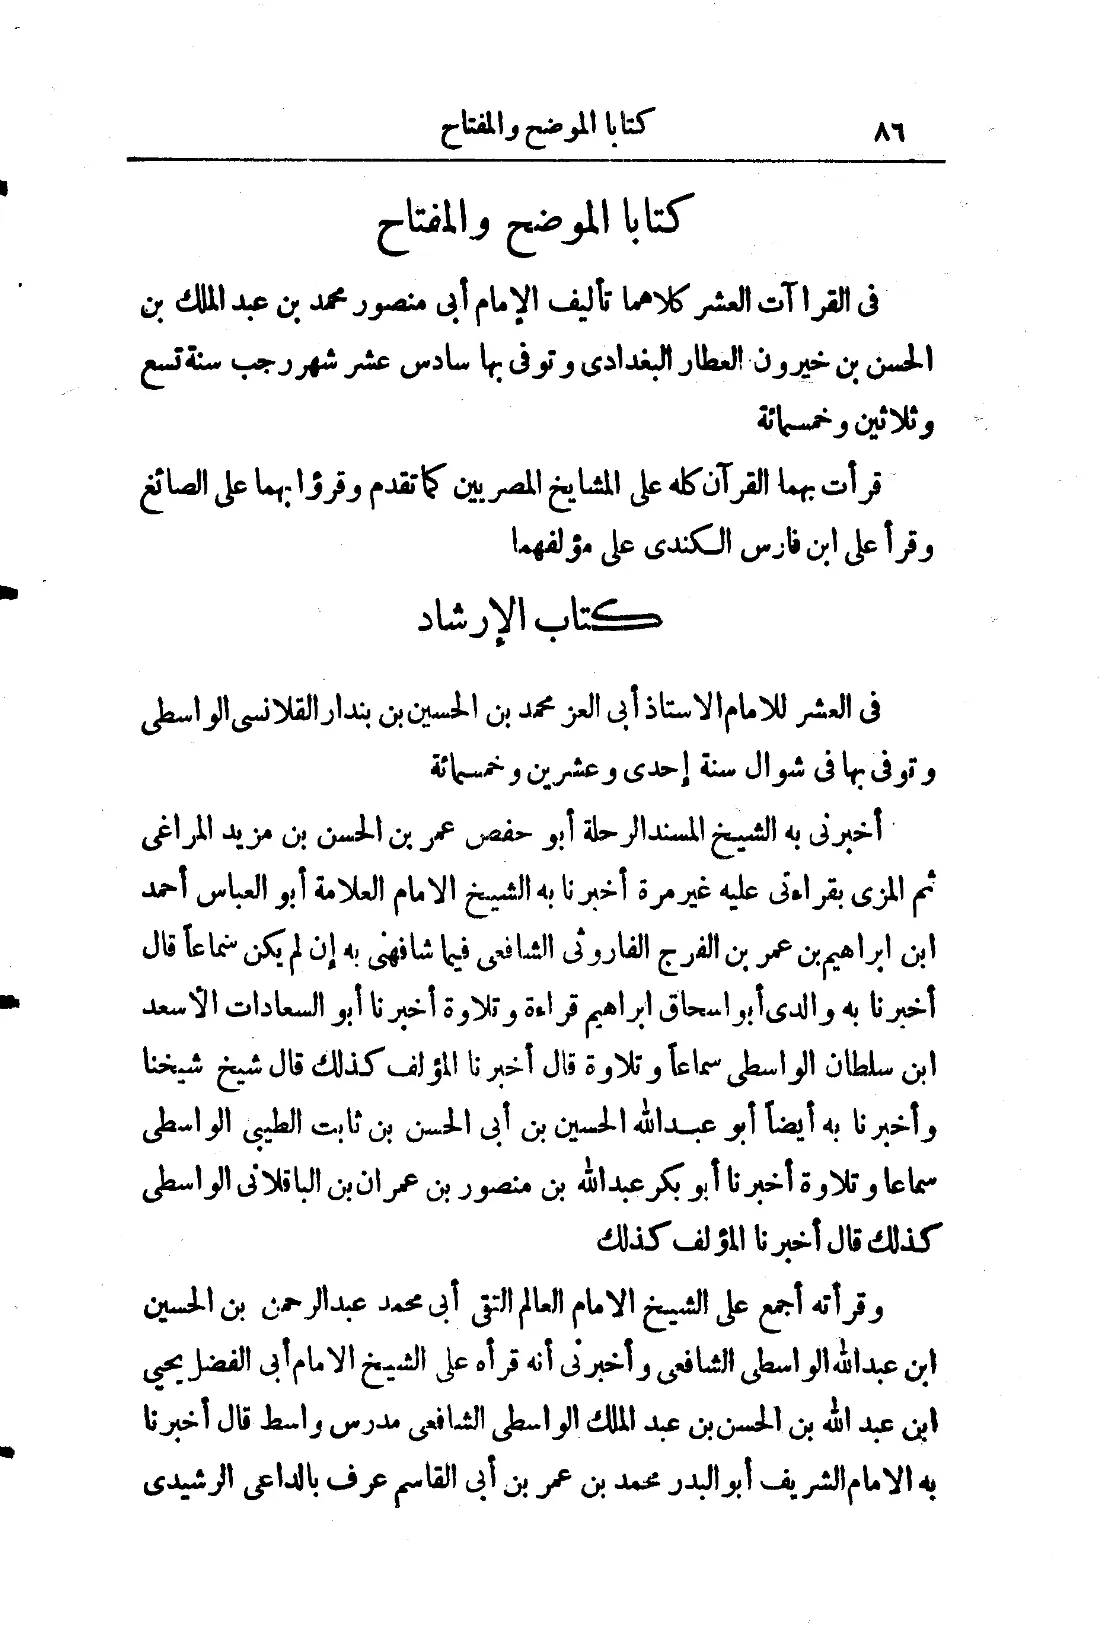 ٨٦
كتابا الموضح والمفتاح
كتابا الموضح والمفتاح
فى القراآت العشر كلاهما تأليف الإمام أبى منصور محمد بن عبد الملك بن
الحسن بن خيرون العطار البغدادى وتوفى بها سادس عشر شهر رجب سنة تسع
وثلاثين وخمسمائة
قرأت بهما القرآن كله على المشايخ المصريين كما تقدم وقرؤا بهما على الصائغ
وقرأ على ابن فارس الكندى على مؤلفهما
كتاب الإرشاد
فى العشر للامام الاستاذ أبى العز محمد بن الحسين بن بندار القلانسى الواسطى
وتوفى بها فى شوال سنة إحدى وعشرين وخمسمائة
أخبرنى به الشيخ المسند الرحلة أبو حفص عمر بن الحسن بن مزيد المراغى
ثم المزى بقراءتى عليه غير مرة أخبرنا به الشيخ الامام العلامة أبو العباس أحمد
ابن ابراهيم بن عمر بن الفرج الفاروثى الشافعى فيما شافهنى به إن لم يكن سماعاً قال
أخبرنا به والدى أبو اسحاق ابراهيم قراءة وتلاوة أخبرنا أبو السعادات الأسعد
ابن سلطان الواسطى سماعاً وتلاوة قال أخبرنا المؤلف كذلك قال شيخ شيخنا
وأخبرنا به أيضاً أبو عبد الله الحسين بن أبى الحسن بن ثابت الطيبى الواسطى
سماعا وتلاوة أخبرنا أبو بكر عبدالله بن منصور بن عمران بن الباقلانى الواسطى
كذلك قال أخبرنا المؤلف كذلك
وقرأته أجمع على الشيخ الامام العالم التقى أبى محمد عبدالرحمن بن الحسين
ابن عبدالله الواسطى الشافعى وأخبرنى أنه قرأه على الشيخ الامام أبى الفضل يحيى
ابن عبد الله بن الحسن بن عبد الملك الواسطى الشافعى مدرس واسط قال أخبرنا
به الامام الشريف أبو البدر محمد بن عمر بن أبى القاسم عرف بالداعى الرشيدى